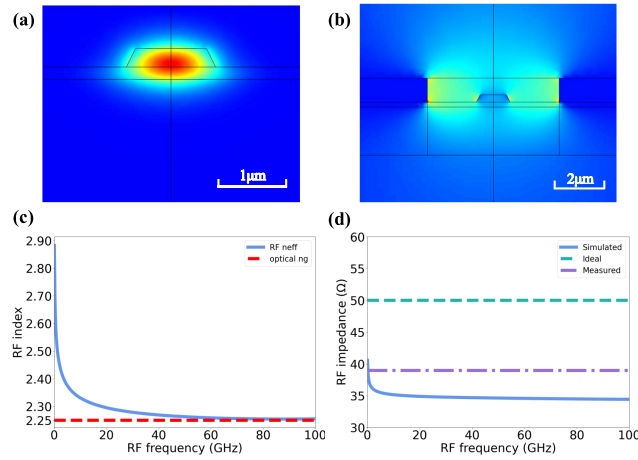 (a)
(b)
1μm
2μm
(c)
(d)
2.90
2.80
2.70
2.60
2.50
2.40
2.30
2.25
RF index
RF neff
optical ng
0
20
40
60
80
100
RF frequency (GHz)
60
55
50
45
40
35
30
RF impedance (Ω)
Simulated
Ideal
Measured
0
20
40
60
80
100
RF frequency (GHz)